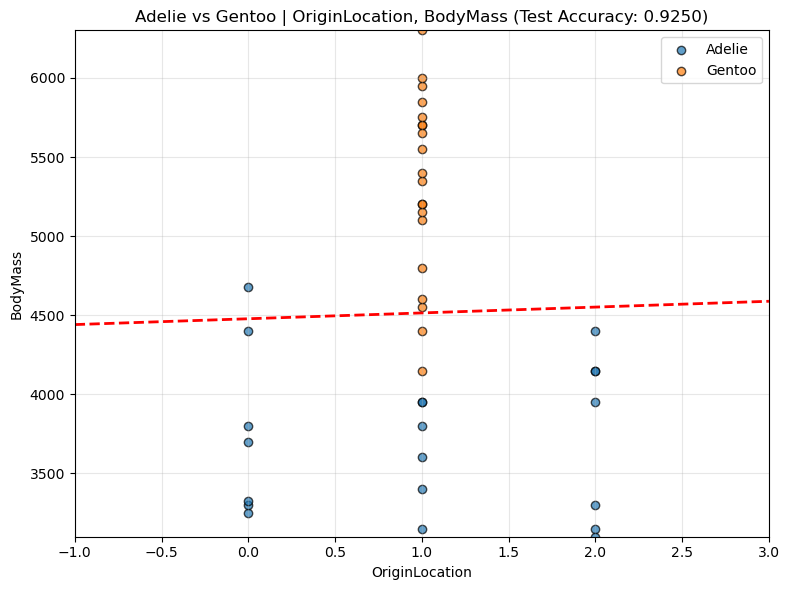 Adelie vs Gentoo | OriginLocation, BodyMass (Test Accuracy: 0.9250)
Adelie
Gentoo
BodyMass
6000
5500
5000
4500
4000
3500
−1.0 −0.5 0.0 0.5 1.0 1.5 2.0 2.5 3.0
OriginLocation